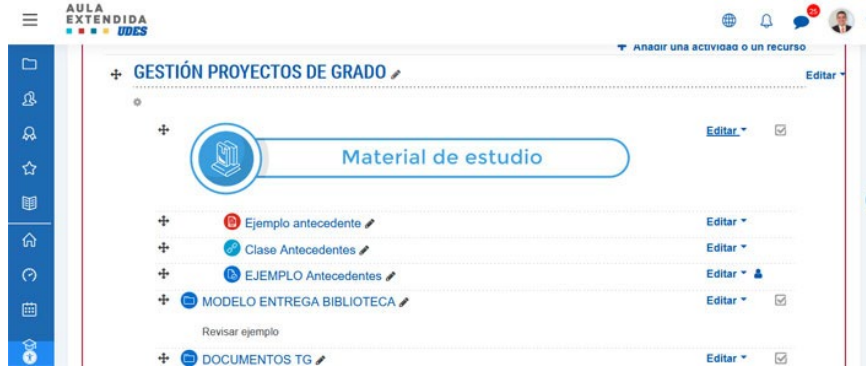 AULA
EXTENDIDA
UDES
25
Añadir una actividad o un recurso
GESTIÓN PROYECTOS DE GRADO
Editar
Material de estudio
Editar
Ejemplo antecedente
Editar
Clase Antecedentes
Editar
EJEMPLO Antecedentes
Editar
MODELO ENTREGA BIBLIOTECA
Editar
Revisar ejemplo
DOCUMENTOS TG
Editar